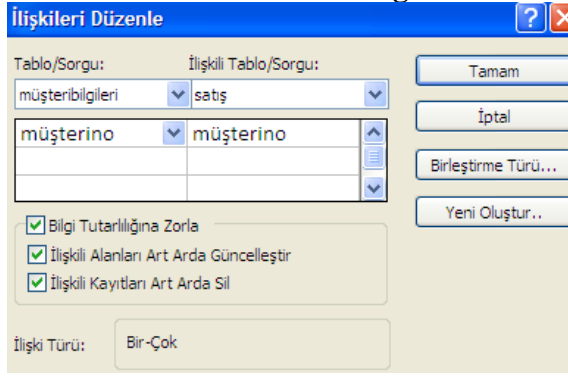 İlişkileri Düzenle
Tablo/Sorgu: İlişkili Tablo/Sorgu:
müşteribilgileri satış
müşterino müşterino
Tamam
İptal
Birleştirme Türü...
Yeni Oluştur..
Bilgi Tutarlılığına Zorla
İlişkili Alanları Art Arda Güncelleştir
İlişkili Kayıtları Art Arda Sil
İlişki Türü: Bir-Çok